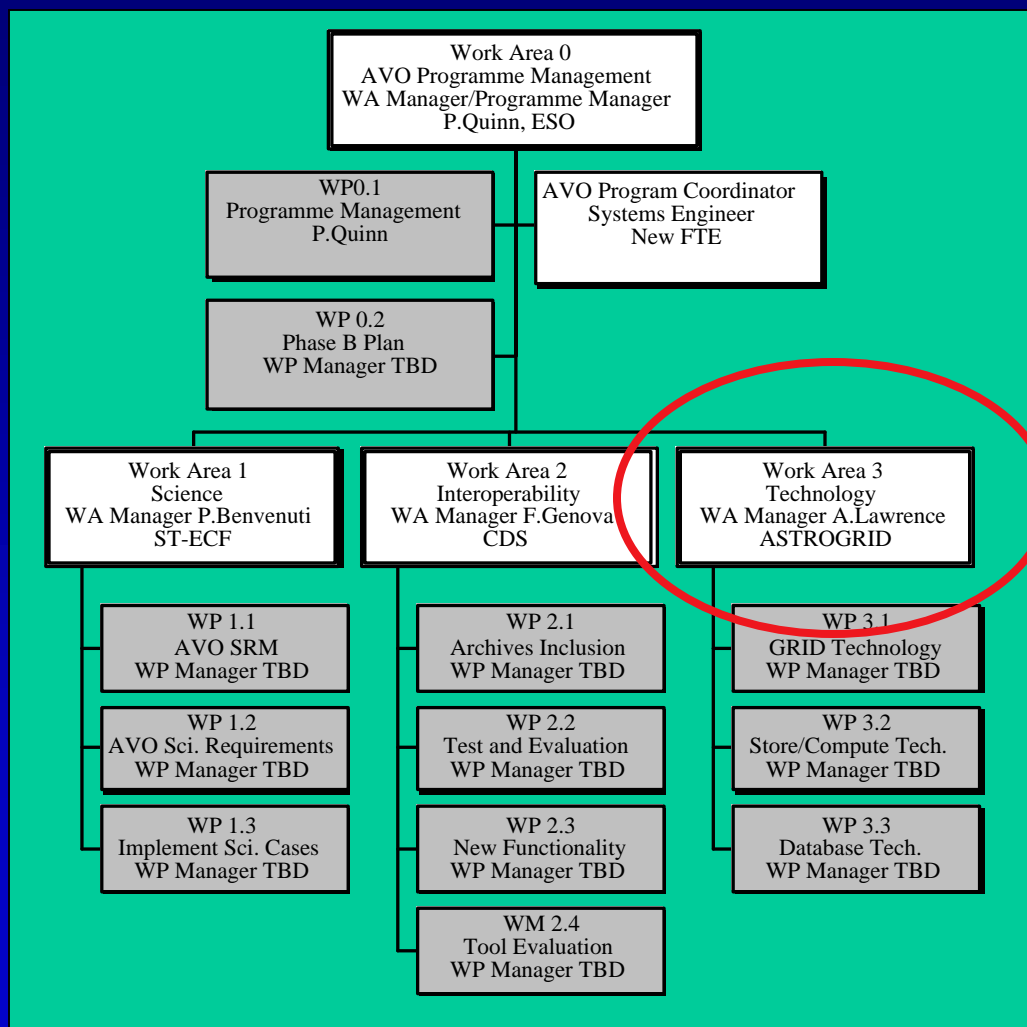 Work Area 0
AVO Programme Management
WA Manager/Programme Manager
P.Quinn, ESO
WP0.1
Programme Management
P.Quinn
AVO Program Coordinator
Systems Engineer
New FTE
WP 0.2
Phase B Plan
WP Manager TBD
Work Area 1
Science
WA Manager P.Benvenuti
ST-ECF
Work Area 2
Interoperability
WA Manager F.Genova
CDS
Work Area 3
Technology
WA Manager A.Lawrence
ASTROGRID
WP 1.1
AVO SRM
WP Manager TBD
WP 1.2
AVO Sci. Requirements
WP Manager TBD
WP 1.3
Implement Sci. Cases
WP Manager TBD
WP 2.1
Archives Inclusion
WP Manager TBD
WP 2.2
Test and Evaluation
WP Manager TBD
WP 2.3
New Functionality
WP Manager TBD
WM 2.4
Tool Evaluation
WP Manager TBD
WP 3.1
GRID Technology
WP Manager TBD
WP 3.2
Store/Compute Tech.
WP Manager TBD
WP 3.3
Database Tech.
WP Manager TBD